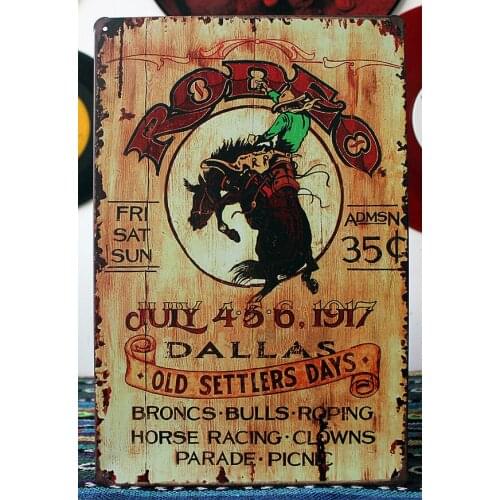 RODEO
FRI
SAT
SUN
ADMSN
35¢
JULY 4·5·6, 1917
DALLAS
· OLD SETTLERS DAYS ·
BRONCS · BULLS · ROPING
HORSE RACING · CLOWNS
PARADE · PICNIC